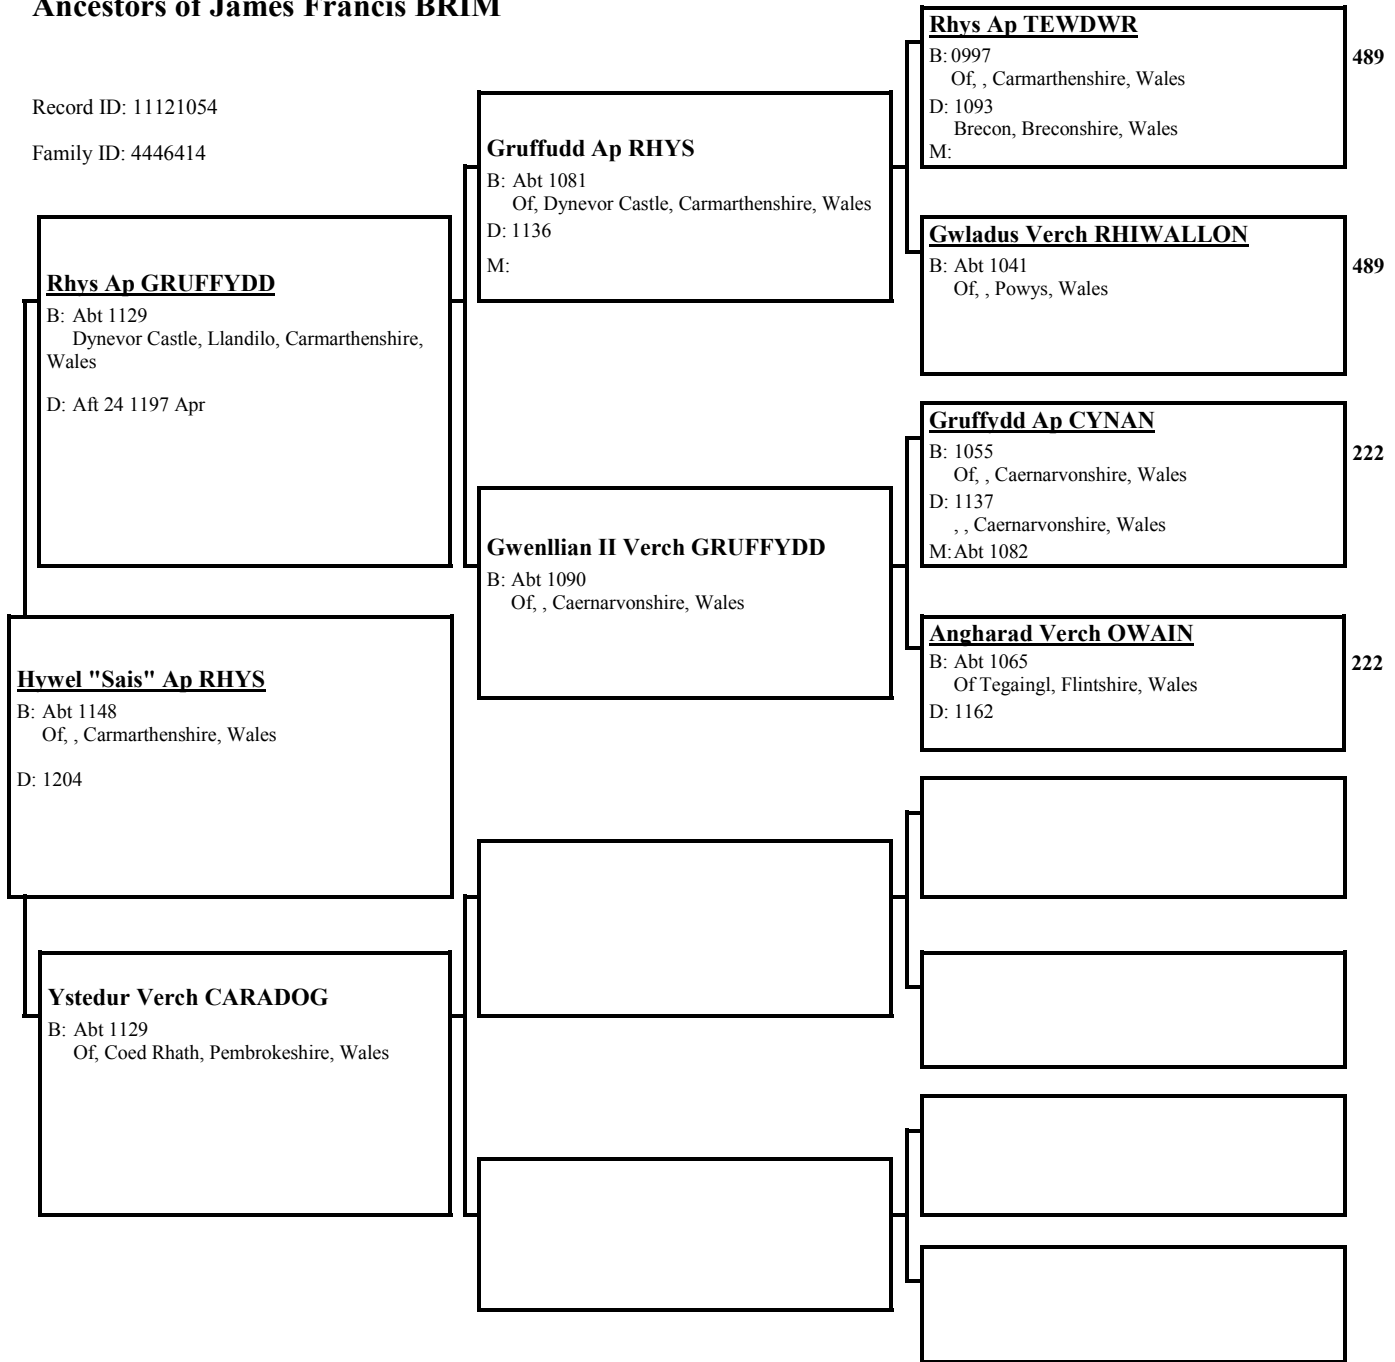 Ancestors of James Francis BRIM
Record ID: 11121054
Family ID: 4446414
Rhys Ap GRUFFYDD
B: Abt 1129
Dynevor Castle, Llandilo, Carmarthenshire,
Wales
D: Aft 24 1197 Apr
Hywel "Sais" Ap RHYS
B: Abt 1148
Of, , Carmarthenshire, Wales
D: 1204
Ystedur Verch CARADOG
B: Abt 1129
Of, Coed Rhath, Pembrokeshire, Wales
Gruffudd Ap RHYS
B: Abt 1081
Of, Dynevor Castle, Carmarthenshire, Wales
D: 1136
M:
Gwenllian II Verch GRUFFYDD
B: Abt 1090
Of, , Caernarvonshire, Wales
Rhys Ap TEWDWR
B: 0997
Of, , Carmarthenshire, Wales
D: 1093
Brecon, Breconshire, Wales
M:
489
Gwladus Verch RHIWALLON
B: Abt 1041
Of, , Powys, Wales
489
Gruffydd Ap CYNAN
B: 1055
Of, , Caernarvonshire, Wales
D: 1137
, , Caernarvonshire, Wales
M: Abt 1082
222
Angharad Verch OWAIN
B: Abt 1065
Of Tegaingl, Flintshire, Wales
D: 1162
222